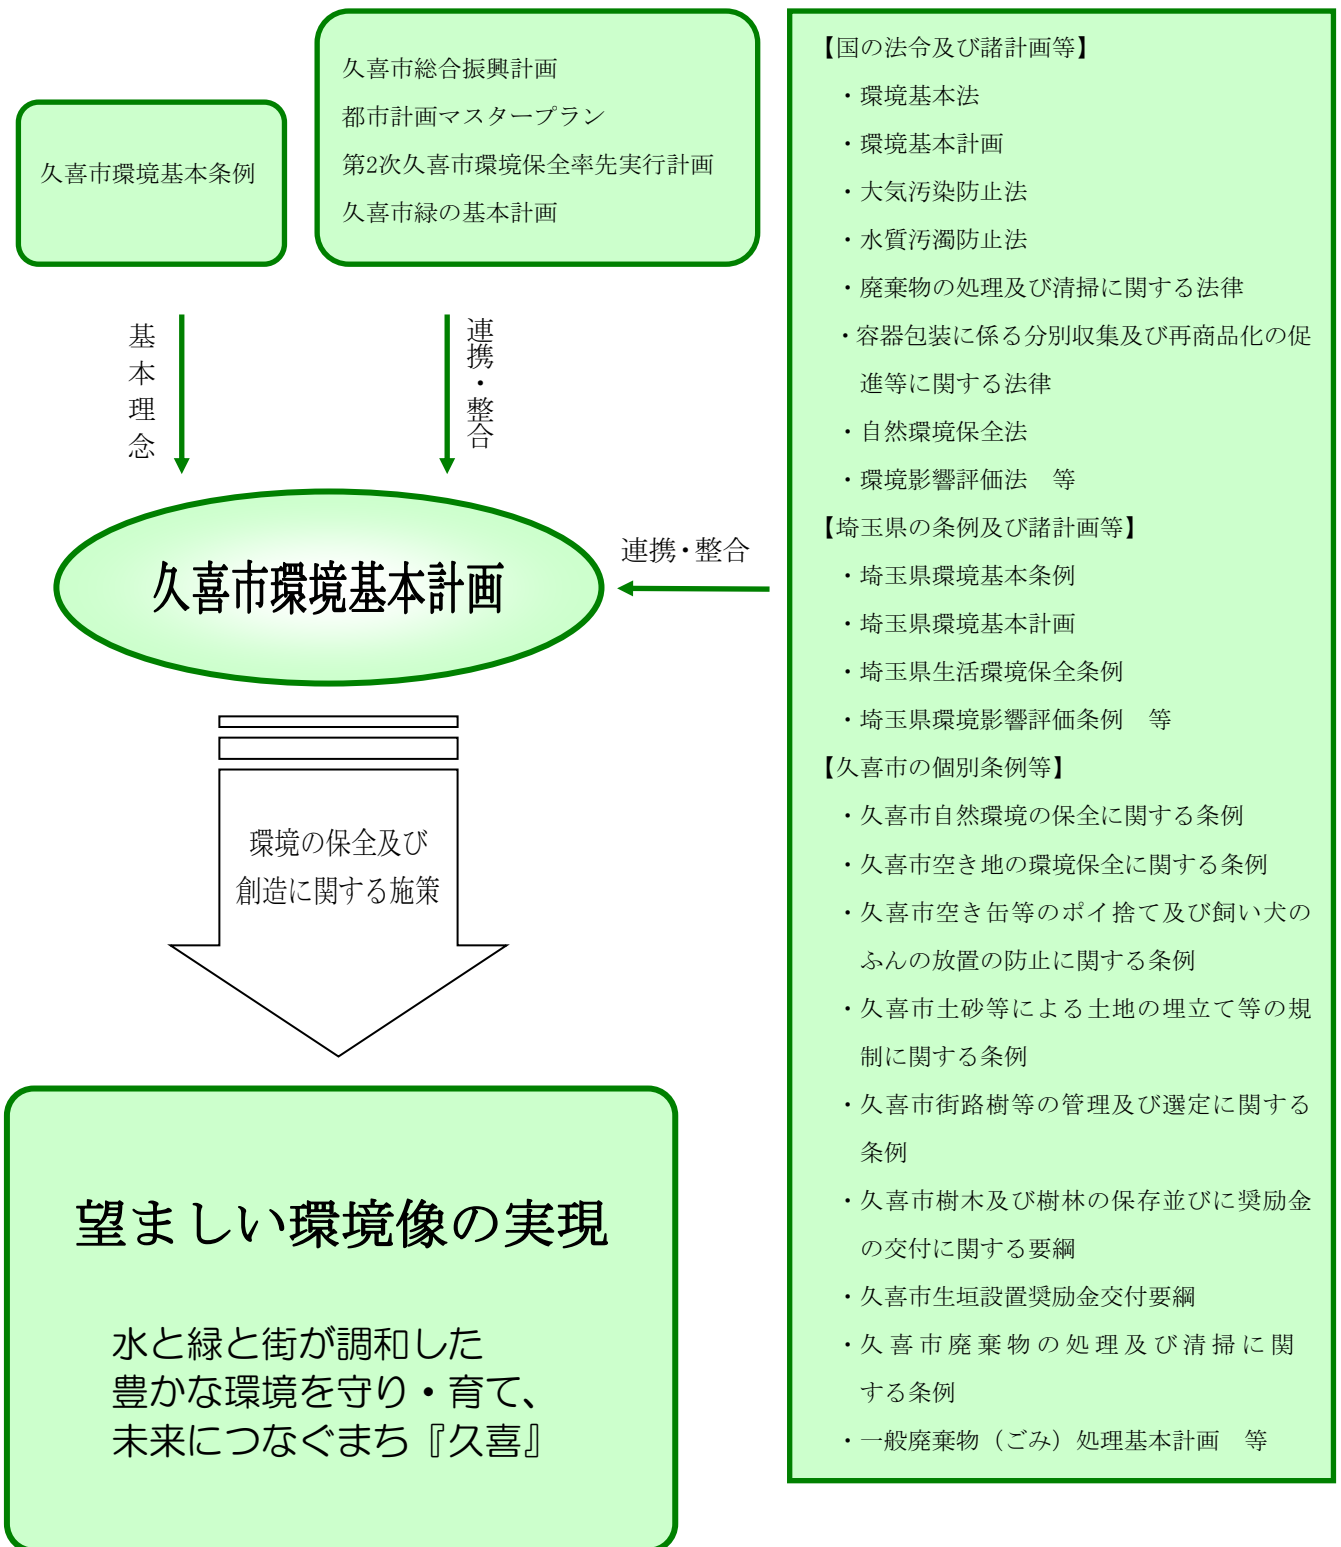 久喜市環境基本条例
久喜市総合振興計画
都市計画マスタープラン
第2次久喜市環境保全率先実行計画
久喜市緑の基本計画
基本理念
連携・整合
久喜市環境基本計画
連携・整合
環境の保全及び
創造に関する施策
望ましい環境像の実現
水と緑と街が調和した
豊かな環境を守り・育て、
未来につなぐまち『久喜』
【国の法令及び諸計画等】
・環境基本法
・環境基本計画
・大気汚染防止法
・水質汚濁防止法
・廃棄物の処理及び清掃に関する法律
・容器包装に係る分別収集及び再商品化の促
進等に関する法律
・自然環境保全法
・環境影響評価法　等
【埼玉県の条例及び諸計画等】
・埼玉県環境基本条例
・埼玉県環境基本計画
・埼玉県生活環境保全条例
・埼玉県環境影響評価条例　等
【久喜市の個別条例等】
・久喜市自然環境の保全に関する条例
・久喜市空き地の環境保全に関する条例
・久喜市空き缶等のポイ捨て及び飼い犬の
ふんの放置の防止に関する条例
・久喜市土砂等による土地の埋立て等の規
制に関する条例
・久喜市街路樹等の管理及び選定に関する
条例
・久喜市樹木及び樹林の保存並びに奨励金
の交付に関する要綱
・久喜市生垣設置奨励金交付要綱
・久喜市廃棄物の処理及び清掃に関
する条例
・一般廃棄物（ごみ）処理基本計画　等